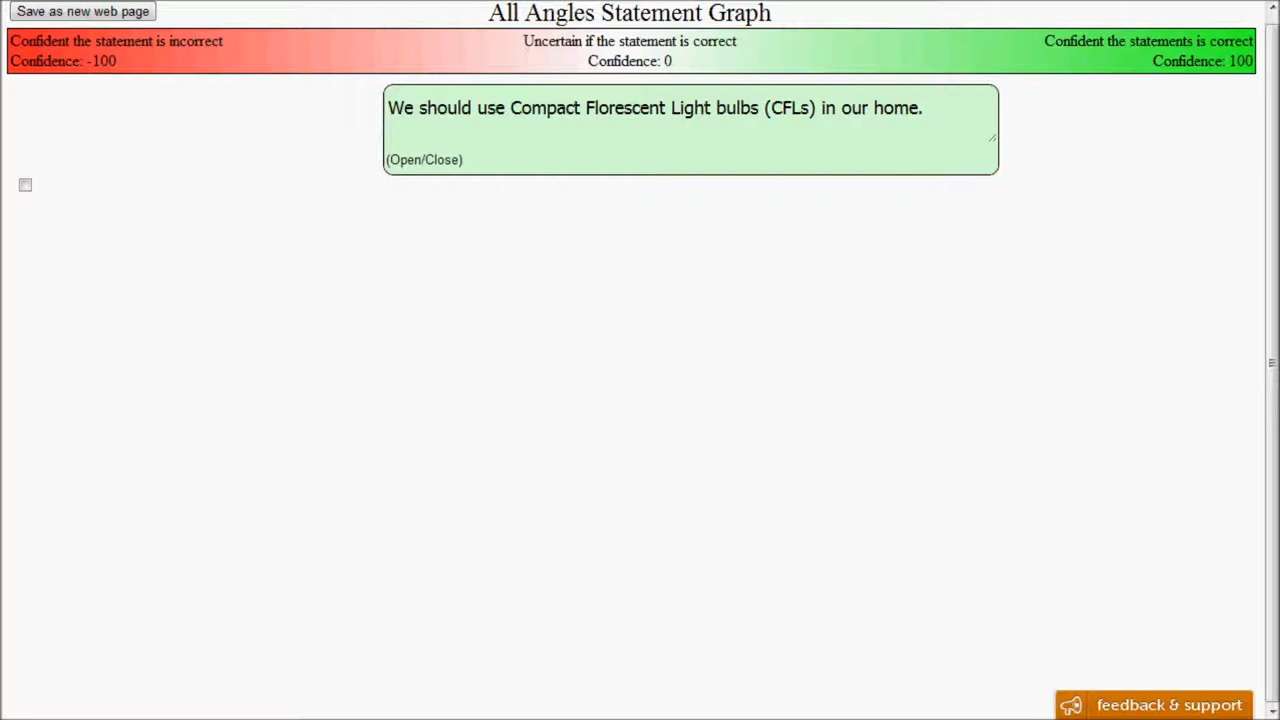 Save as new web page
All Angles Statement Graph
Confident the statement is incorrect
Confidence: -100
Uncertain if the statement is correct
Confidence: 0
Confident the statements is correct
Confidence: 100
We should use Compact Florescent Light bulbs (CFLs) in our home.
(Open/Close)
feedback & support